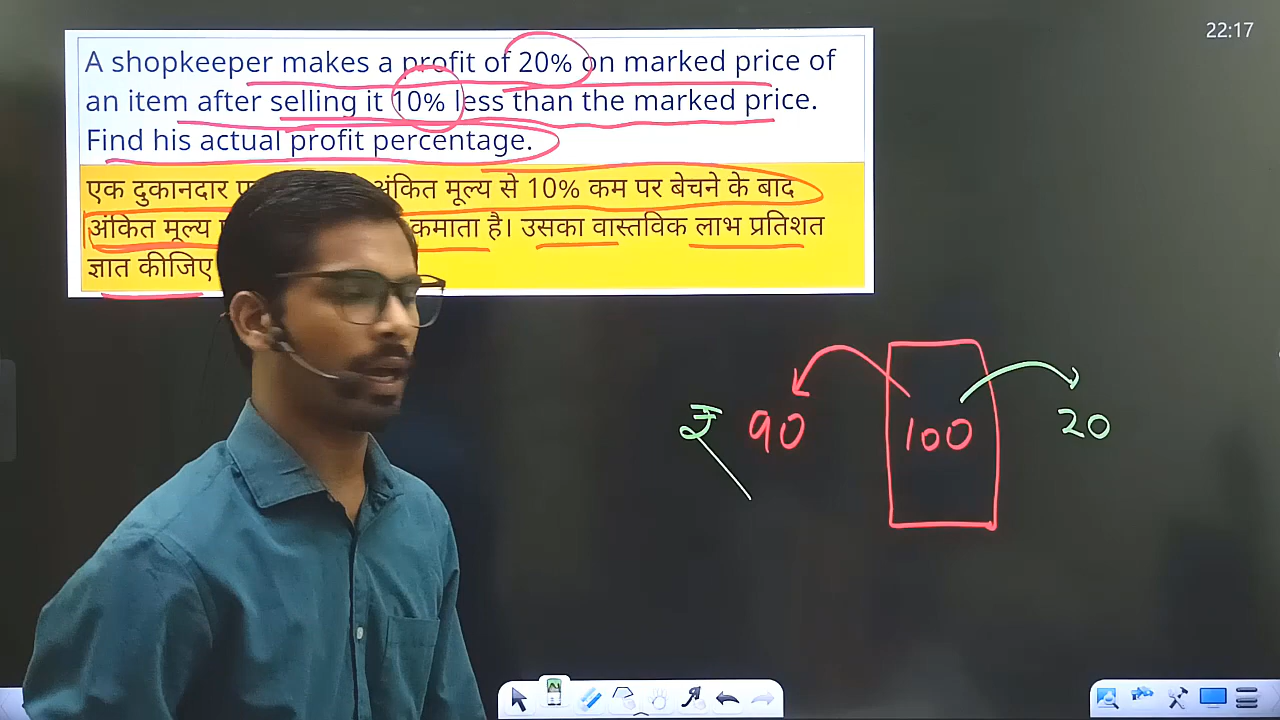 22:17
A shopkeeper makes a profit of 20% on marked price of
an item after selling it 10% less than the marked price.
Find his actual profit percentage.
एक दुकानदार अंकित मूल्य से 10% कम पर बेचने के बाद
अंकित मूल्य कमाता है। उसका वास्तविक लाभ प्रतिशत
ज्ञात कीजिए
₹ 90 100 20